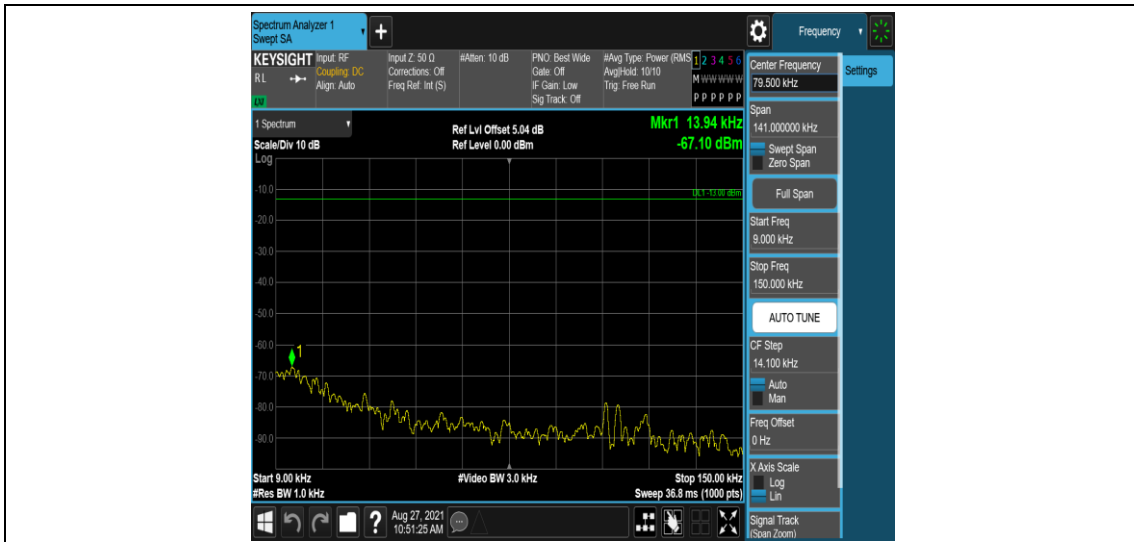 Spectrum Analyzer 1
Swept SA
+
Frequency
KEYSIGHT
RL
LXI
Input: RF
Coupling: DC
Align: Auto
Input Z: 50 Ω
Corrections: Off
Freq Ref: Int (S)
#Atten: 10 dB
PNO: Best Wide
Gate: Off
IF Gain: Low
Sig Track: Off
#Avg Type: Power (RMS
Avg|Hold: 10/10
Trig: Free Run
1 2 3 4 5 6
M W W W W W
P P P P P P
1 Spectrum
Scale/Div 10 dB
Ref Lvl Offset 5.04 dB
Ref Level 0.00 dBm
Mkr1 13.94 kHz
-67.10 dBm
Log
DL1 -13.00 dBm
-10.0
-20.0
-30.0
-40.0
-50.0
-60.0
1
-70.0
-80.0
-90.0
Start 9.00 kHz
#Res BW 1.0 kHz
#Video BW 3.0 kHz
Stop 150.00 kHz
Sweep 36.8 ms (1000 pts)
?
Aug 27, 2021
10:51:25 AM
Center Frequency
79.500 kHz
Settings
Span
141.000000 kHz
Swept Span
Zero Span
Full Span
Start Freq
9.000 kHz
Stop Freq
150.000 kHz
AUTO TUNE
CF Step
14.100 kHz
Auto
Man
Freq Offset
0 Hz
X Axis Scale
Log
Lin
Signal Track
(Span Zoom)